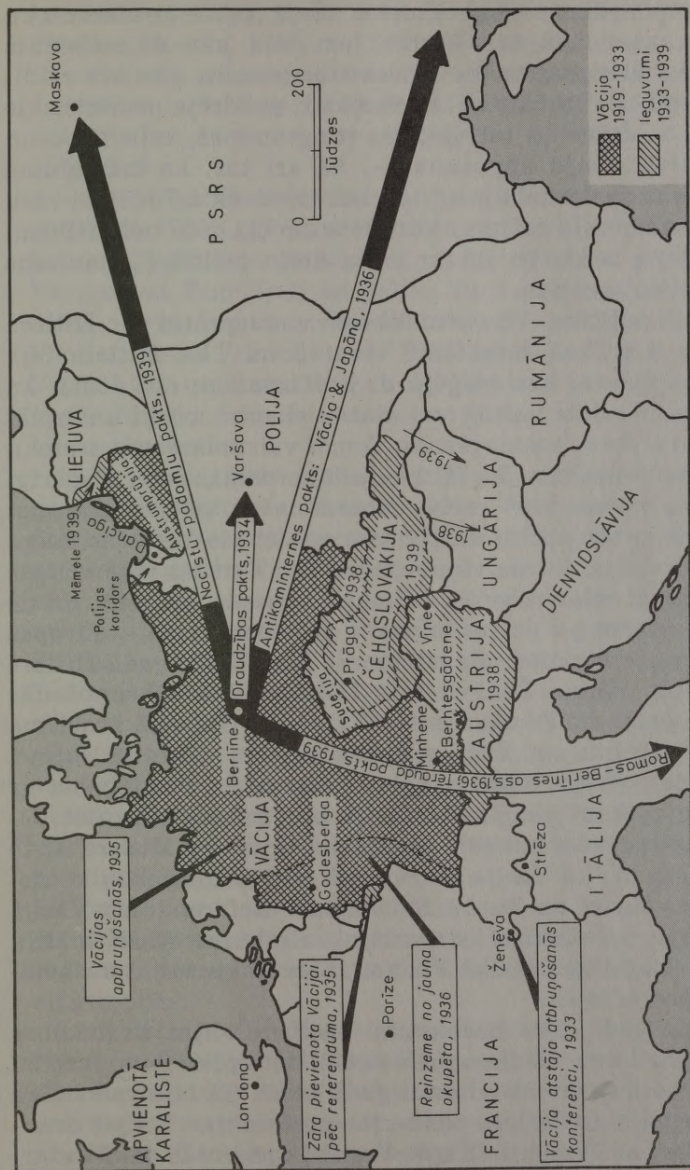 APVIENOTA
KARALISTE
Londona
Vācijas
apbruņošanās, 1935
Zāra pievienota Vācijai
pēc referenduma, 1935
Parīze
Reinzeme no jauna
okupēta, 1936
FRANCIJA
Ženēva
Vācija atstāja atbruņošanās
konferenci, 1933
VĀCIJA
Godesberga
Berlīne
Minhene
Berhtesgādene
Strēza
ITĀLIJA
Romas–Berlīnes ass, 1936; Tērauda pakts, 1939
Mēmele 1939
Polijas
koridors
Danciga
Austrumprūsija
LIETUVA
Nacistu–padomju pakts, 1939
Maskava
Draudzības pakts, 1934
Varšava
POLIJA
Antikominternes pakts: Vācija & Japāna, 1936
PSRS
Sudetija
Prāga
1938
ČEHOSLOVAKIJA
1939
Vīne
AUSTRIJA
1938
1938
1939
UNGĀRIJA
RUMĀNIJA
DIENVIDSLĀVIJA
0 200
Jūdzes
Vācija
1919–1933
Ieguvumi
1933–1939